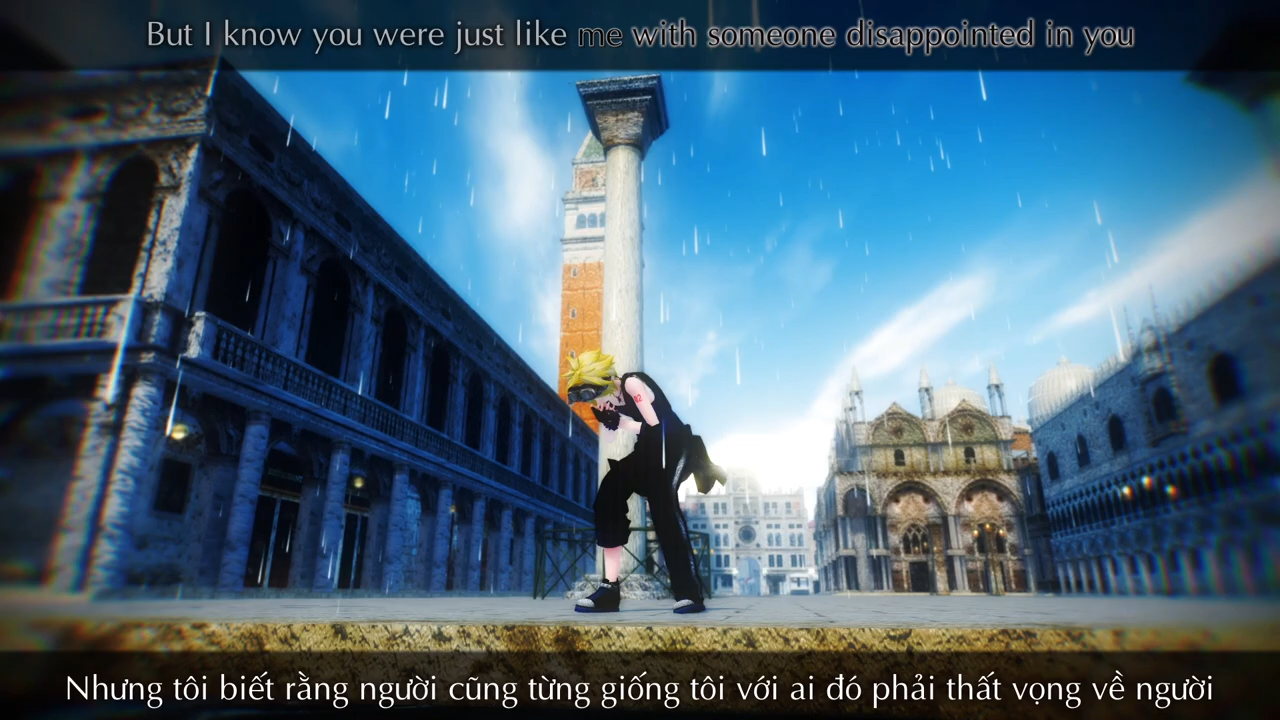 But I know you were just like me with someone disappointed in you
02
Nhưng tôi biết rằng người cũng từng giống tôi với ai đó phải thất vọng về người